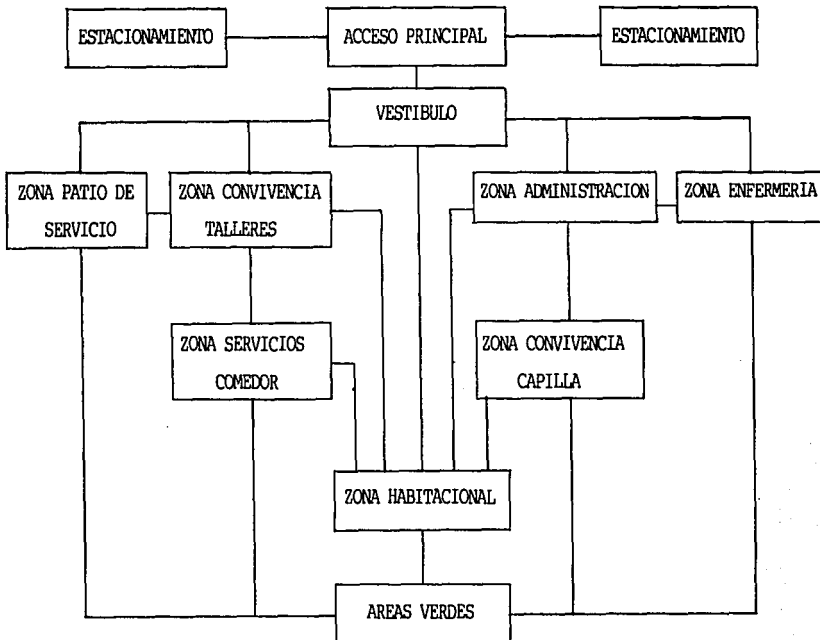 ESTACIONAMIENTO
ACCESO PRINCIPAL
ESTACIONAMIENTO
VESTIBULO
ZONA PATIO DE
SERVICIO
ZONA CONVIVENCIA
TALLERES
ZONA ADMINISTRACION
ZONA ENFERMERIA
ZONA SERVICIOS
COMEDOR
ZONA CONVIVENCIA
CAPILLA
ZONA HABITACIONAL
AREAS VERDES